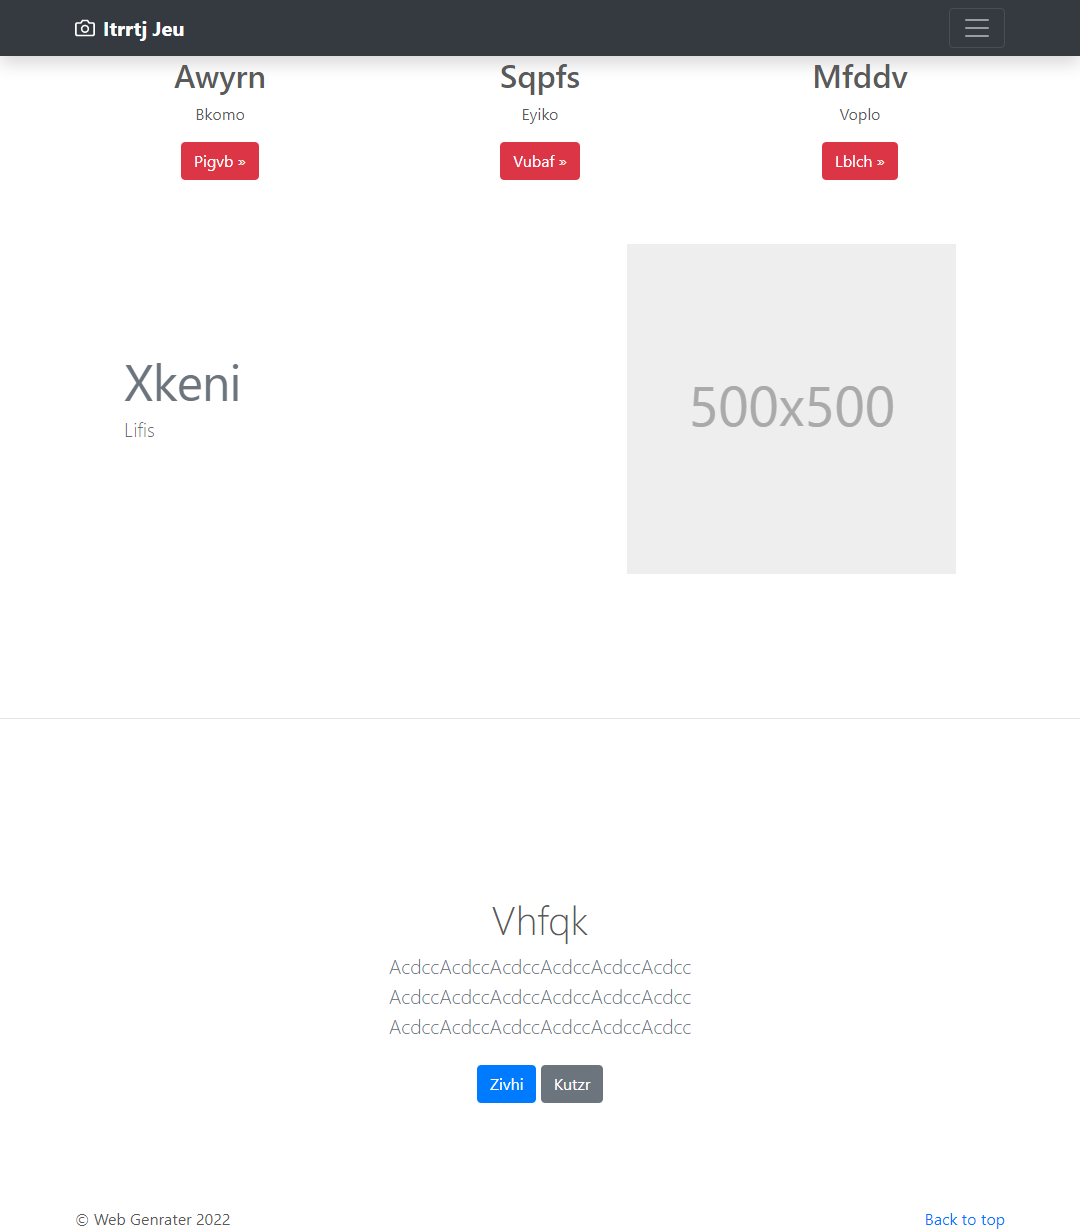 Itrrtj Jeu
Awyrn
Sqpfs
Mfddv
Bkomo
Eyiko
Voplo
Pigvb »
Vubaf »
Lblch »
Xkeni
Lifis
500x500
Vhfqk
AcdccAcdccAcdccAcdccAcdccAcdcc
AcdccAcdccAcdccAcdccAcdccAcdcc
AcdccAcdccAcdccAcdccAcdccAcdcc
Zivhi
Kutzr
© Web Genrater 2022
Back to top